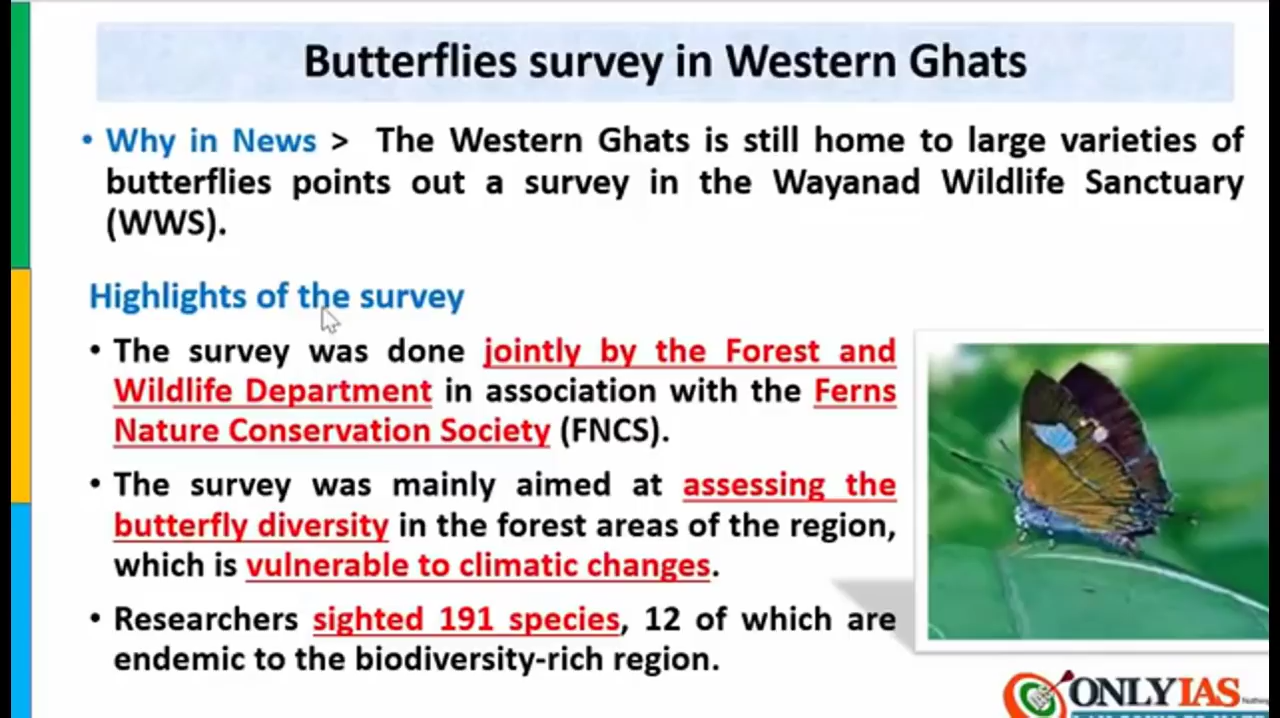 Butterflies survey in Western Ghats
• Why in News > The Western Ghats is still home to large varieties of
butterflies points out a survey in the Wayanad Wildlife Sanctuary
(WWS).
Highlights of the survey
• The survey was done jointly by the Forest and
Wildlife Department in association with the Ferns
Nature Conservation Society (FNCS).
• The survey was mainly aimed at assessing the
butterfly diversity in the forest areas of the region,
which is vulnerable to climatic changes.
• Researchers sighted 191 species, 12 of which are
endemic to the biodiversity-rich region.
ONLYIAS